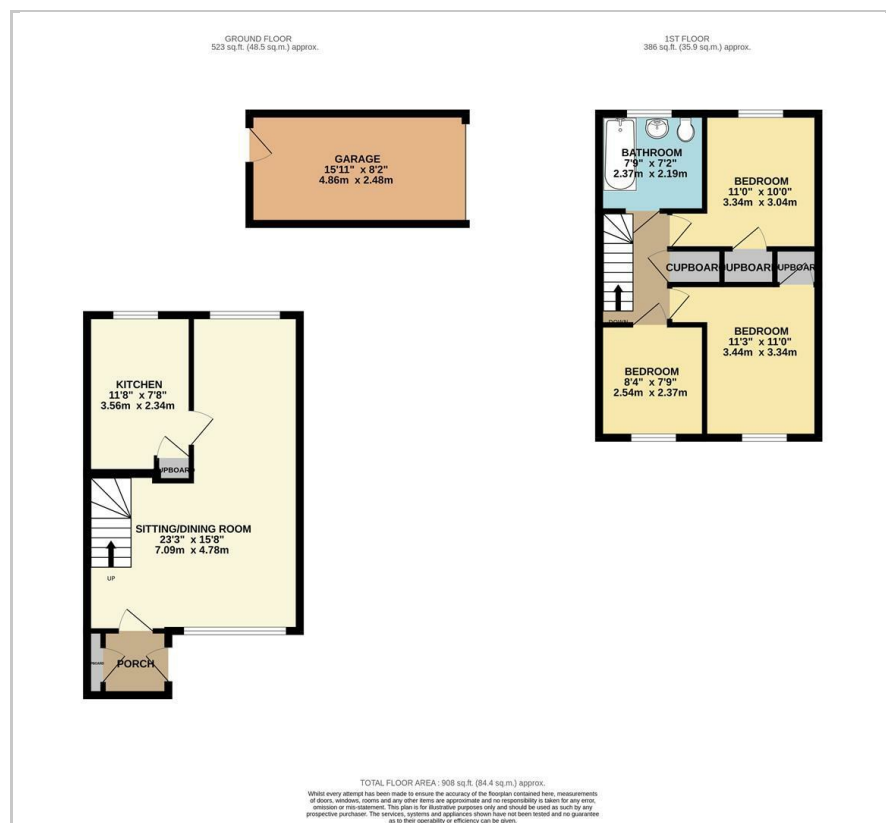 GROUND FLOOR
523 sq.ft. (48.5 sq.m.) approx.
1ST FLOOR
386 sq.ft. (35.9 sq.m.) approx.
GARAGE
15'11" x 8'2"
4.86m x 2.48m
BATHROOM
7'9" x 7'2"
2.37m x 2.19m
BEDROOM
11'0" x 10'0"
3.34m x 3.04m
CUPBOARD
UPBOARD
UPBOARD
DOWN
BEDROOM
11'3" x 11'0"
3.44m x 3.34m
BEDROOM
8'4" x 7'9"
2.54m x 2.37m
KITCHEN
11'8" x 7'8"
3.56m x 2.34m
UPBOARD
SITTING/DINING ROOM
23'3" x 15'8"
7.09m x 4.78m
UP
PORCH
TOTAL FLOOR AREA : 908 sq.ft. (84.4 sq.m.) approx.
Whilst every attempt has been made to ensure the accuracy of the floorplan contained here, measurements
of doors, windows, rooms and any other items are approximate and no responsibility is taken for any error,
omission or mis-statement. This plan is for illustrative purposes only and should be used as such by any
prospective purchaser. The services, systems and appliances shown have not been tested and no guarantee
as to their operability or efficiency can be given.